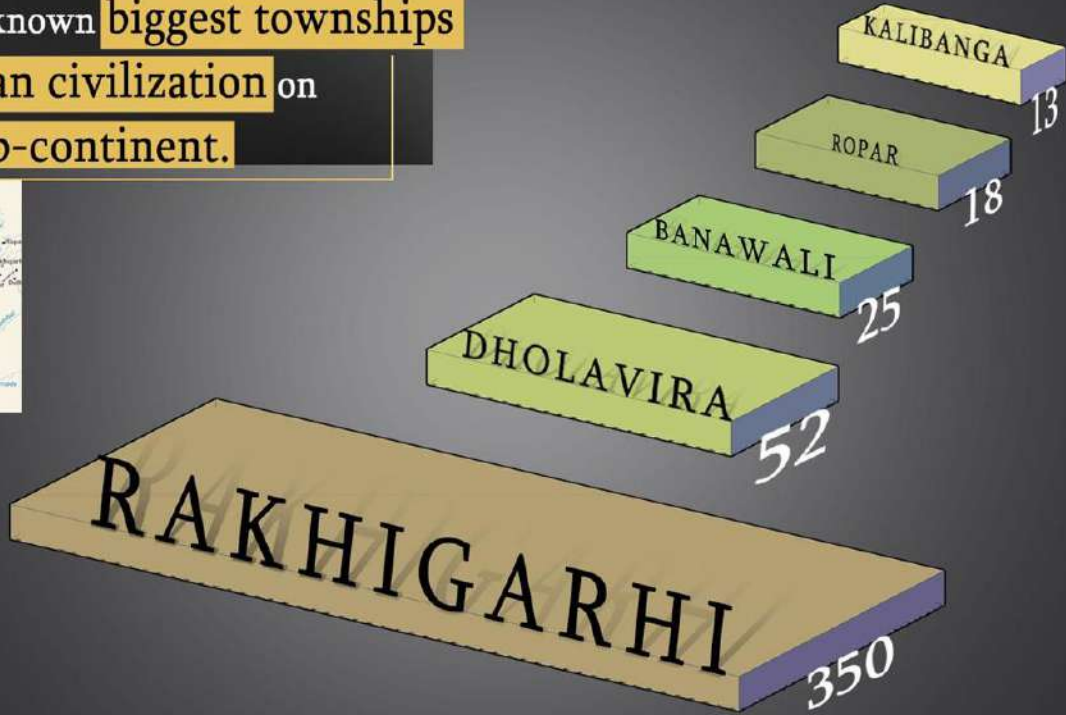 known biggest townships
an civilization on
b-continent.
KALIBANGA
13
ROPAR
18
BANAWALI
25
DHOLAVIRA
52
RAKHIGARHI
350